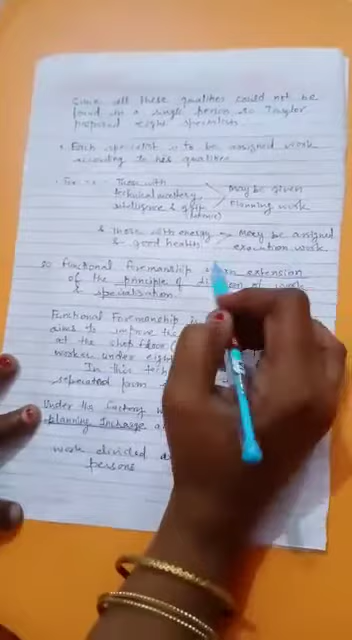 Since all these qualities could not be
found in a single person so Taylor
proposed eight specialists
Each specialist is to be assigned work
according to his qualities
For Those with
technical mastery
intelligence & grit
May be given
planning work
& those with energy
& good health
May be assigned
execution work
So Functional Foremanship is an extension
of the principle of division of work
& specialisation.
Functional Foremanship
aims to improve
at the shop floor
worker under eight
In this
separated from
Under the factory
planning Incharge
work divided
persons